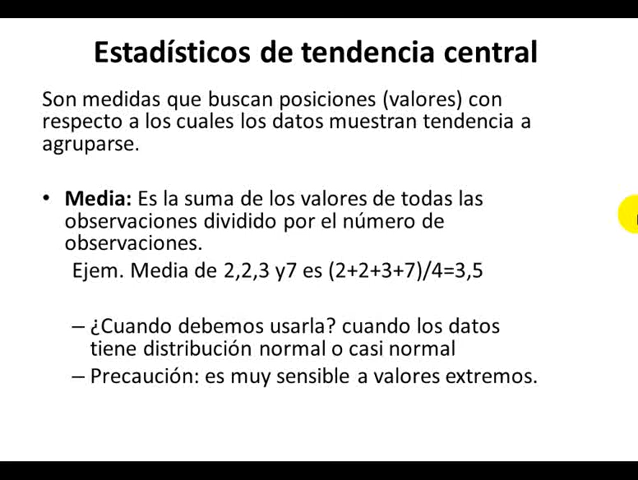 Estadísticos de tendencia central
Son medidas que buscan posiciones (valores) con
respecto a los cuales los datos muestran tendencia a
agruparse.
• Media: Es la suma de los valores de todas las
observaciones dividido por el número de
observaciones.
Ejem. Media de 2,2,3 y7 es (2+2+3+7)/4=3,5
– ¿Cuando debemos usarla? cuando los datos
tiene distribución normal o casi normal
– Precaución: es muy sensible a valores extremos.